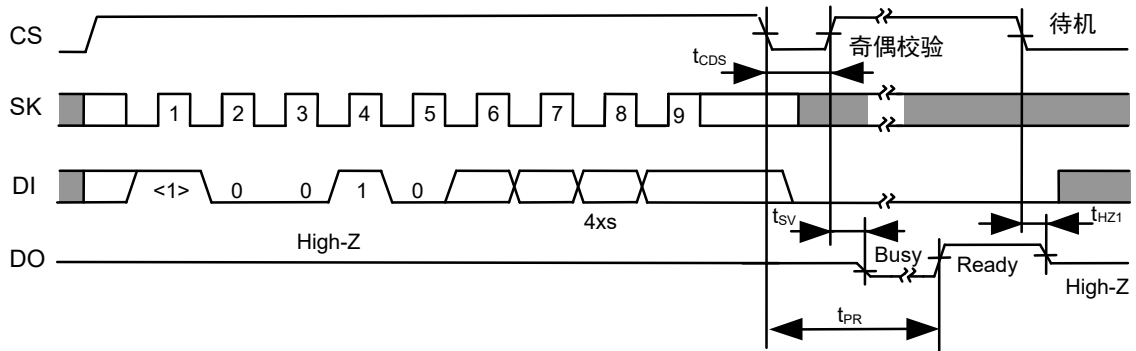 CS
奇偶校验
待机
tCDS
SK
1 2 3 4 5 6 7 8 9
DI
<1> 0 0 1 0
4xs
tSV
tHZ1
High-Z
DO
Busy
Ready
High-Z
tPR